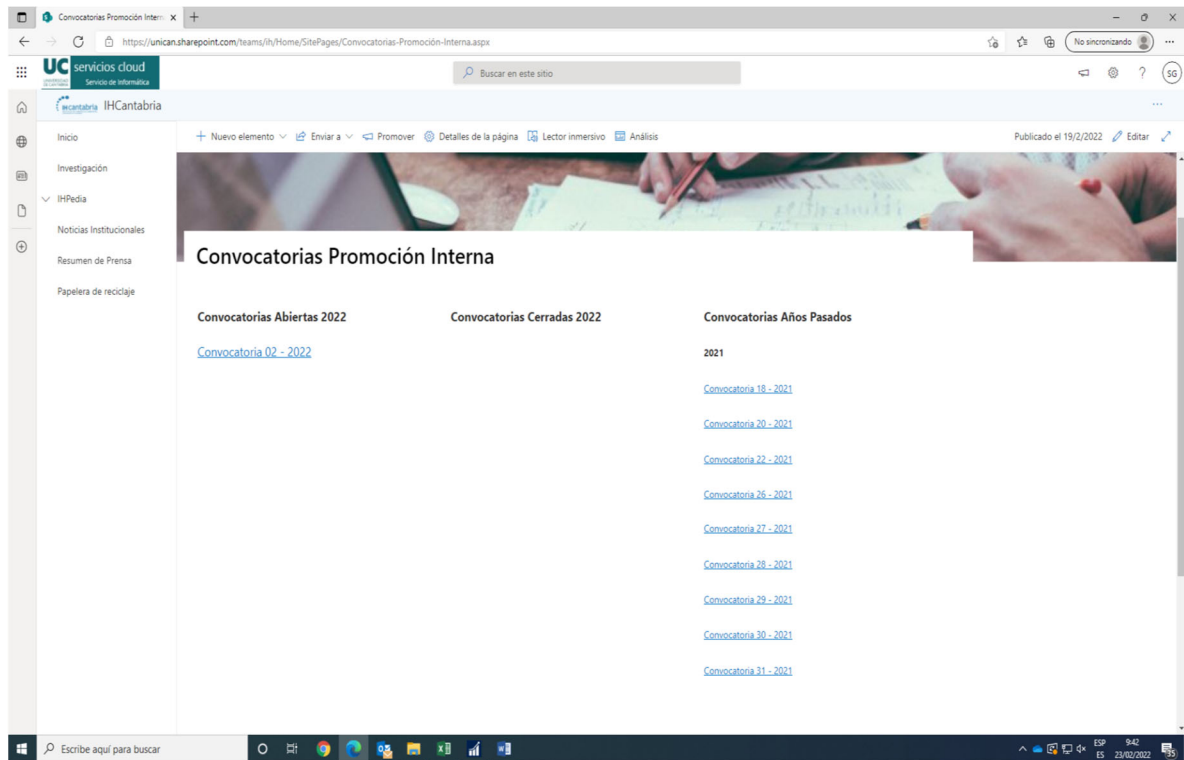 Convocatorias Promoción Intern
https://unican.sharepoint.com/teams/ih/Home/SitePages/Convocatorias-Promoción-Interna.aspx
No sincronizando
UC servicios cloud
Servicio de Informática
Buscar en este sitio
SG
IHcantabria IHCantabria
Inicio
Nuevo elemento Enviar a Promover Detalles de la página Lector inmersivo Análisis
Publicado el 19/2/2022 Editar
Investigación
IHPedia
Noticias Institucionales
Resumen de Prensa
Papelera de reciclaje
Convocatorias Promoción Interna
Convocatorias Abiertas 2022
Convocatoria 02 - 2022
Convocatorias Cerradas 2022
Convocatorias Años Pasados
2021
Convocatoria 18 - 2021
Convocatoria 20 - 2021
Convocatoria 22 - 2021
Convocatoria 26 - 2021
Convocatoria 27 - 2021
Convocatoria 28 - 2021
Convocatoria 29 - 2021
Convocatoria 30 - 2021
Convocatoria 31 - 2021
Escribe aquí para buscar
ESP
ES
9:42
23/02/2022
35